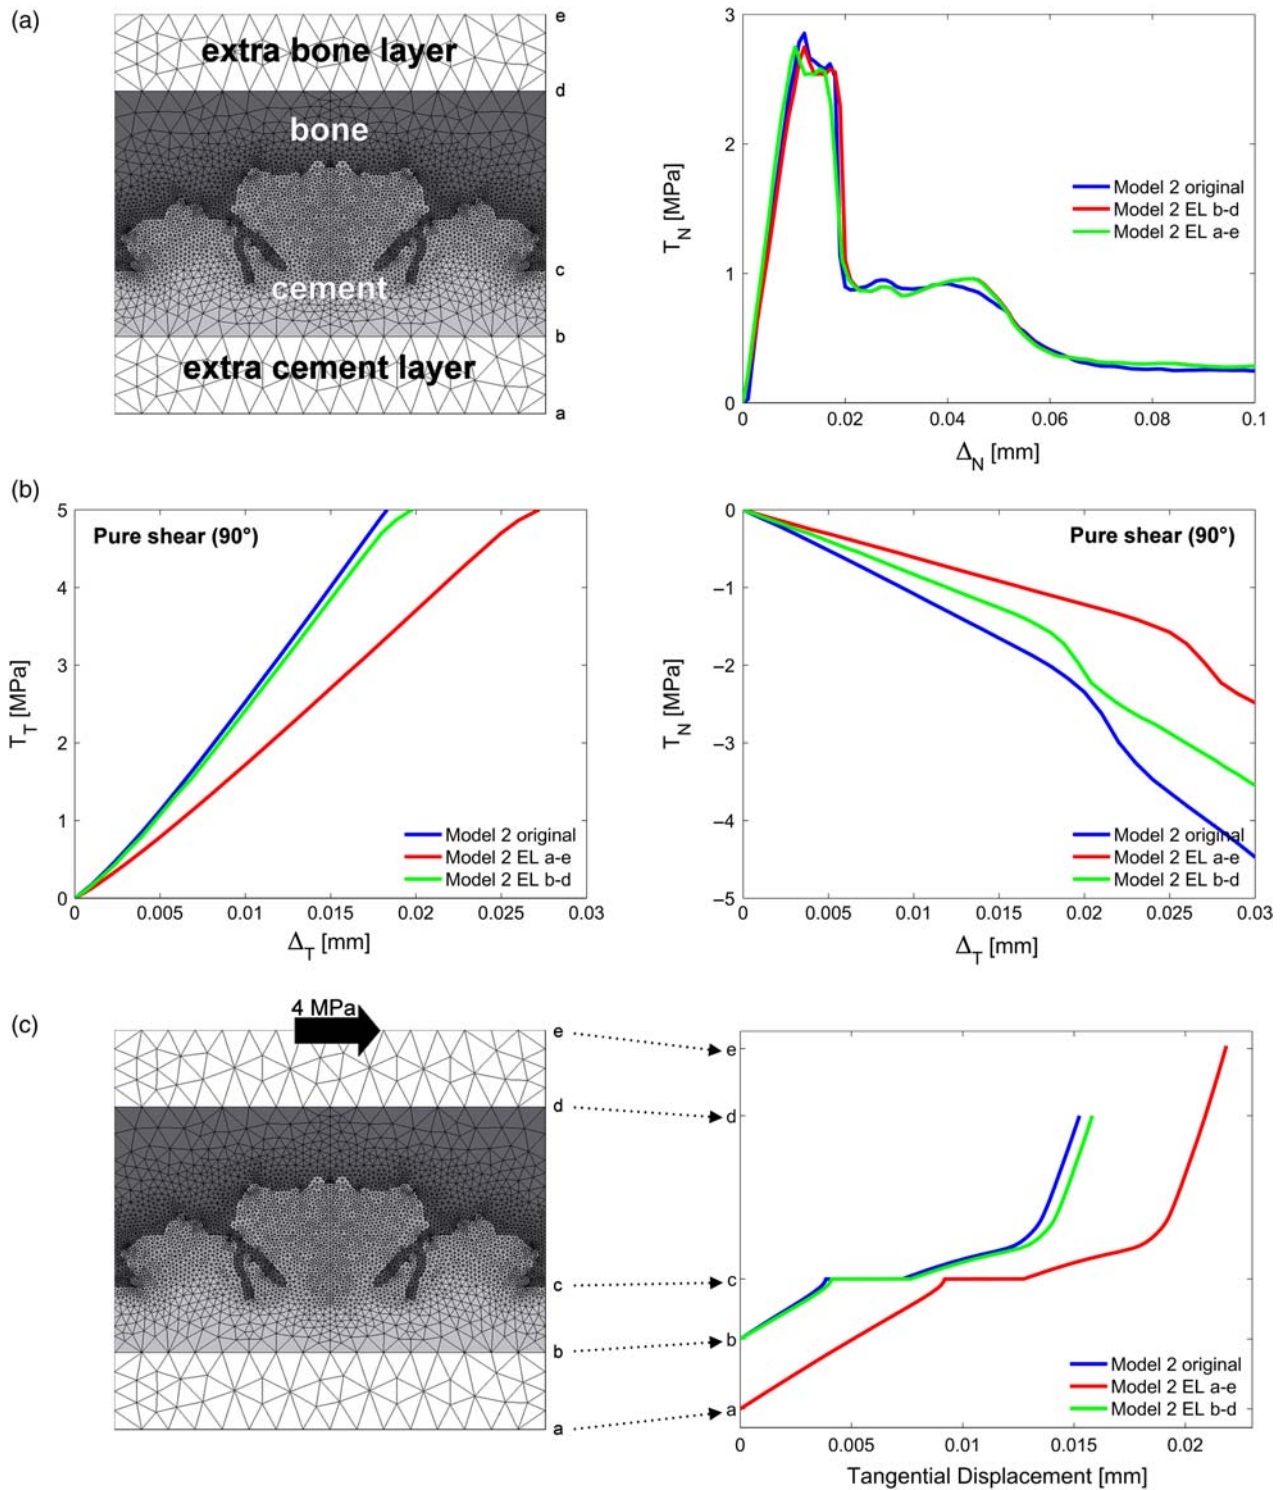 (a)
extra bone layer
bone
cement
extra cement layer
e
d
c
b
a
3
2
1
0
T_N [MPa]
Model 2 original
Model 2 EL b-d
Model 2 EL a-e
0
0.02
0.04
0.06
0.08
0.1
Δ_N [mm]
(b)
Pure shear (90°)
5
4
3
2
1
0
T_T [MPa]
Model 2 original
Model 2 EL a-e
Model 2 EL b-d
0
0.005
0.01
0.015
0.02
0.025
0.03
Δ_T [mm]
Pure shear (90°)
0
–1
–2
–3
–4
–5
T_N [MPa]
Model 2 original
Model 2 EL a-e
Model 2 EL b-d
0.005
0.01
0.015
0.02
0.025
0.03
Δ_T [mm]
(c)
4 MPa
e
d
c
b
a
e
d
c
b
a
Model 2 original
Model 2 EL a-e
Model 2 EL b-d
0
0.005
0.01
0.015
0.02
Tangential Displacement [mm]